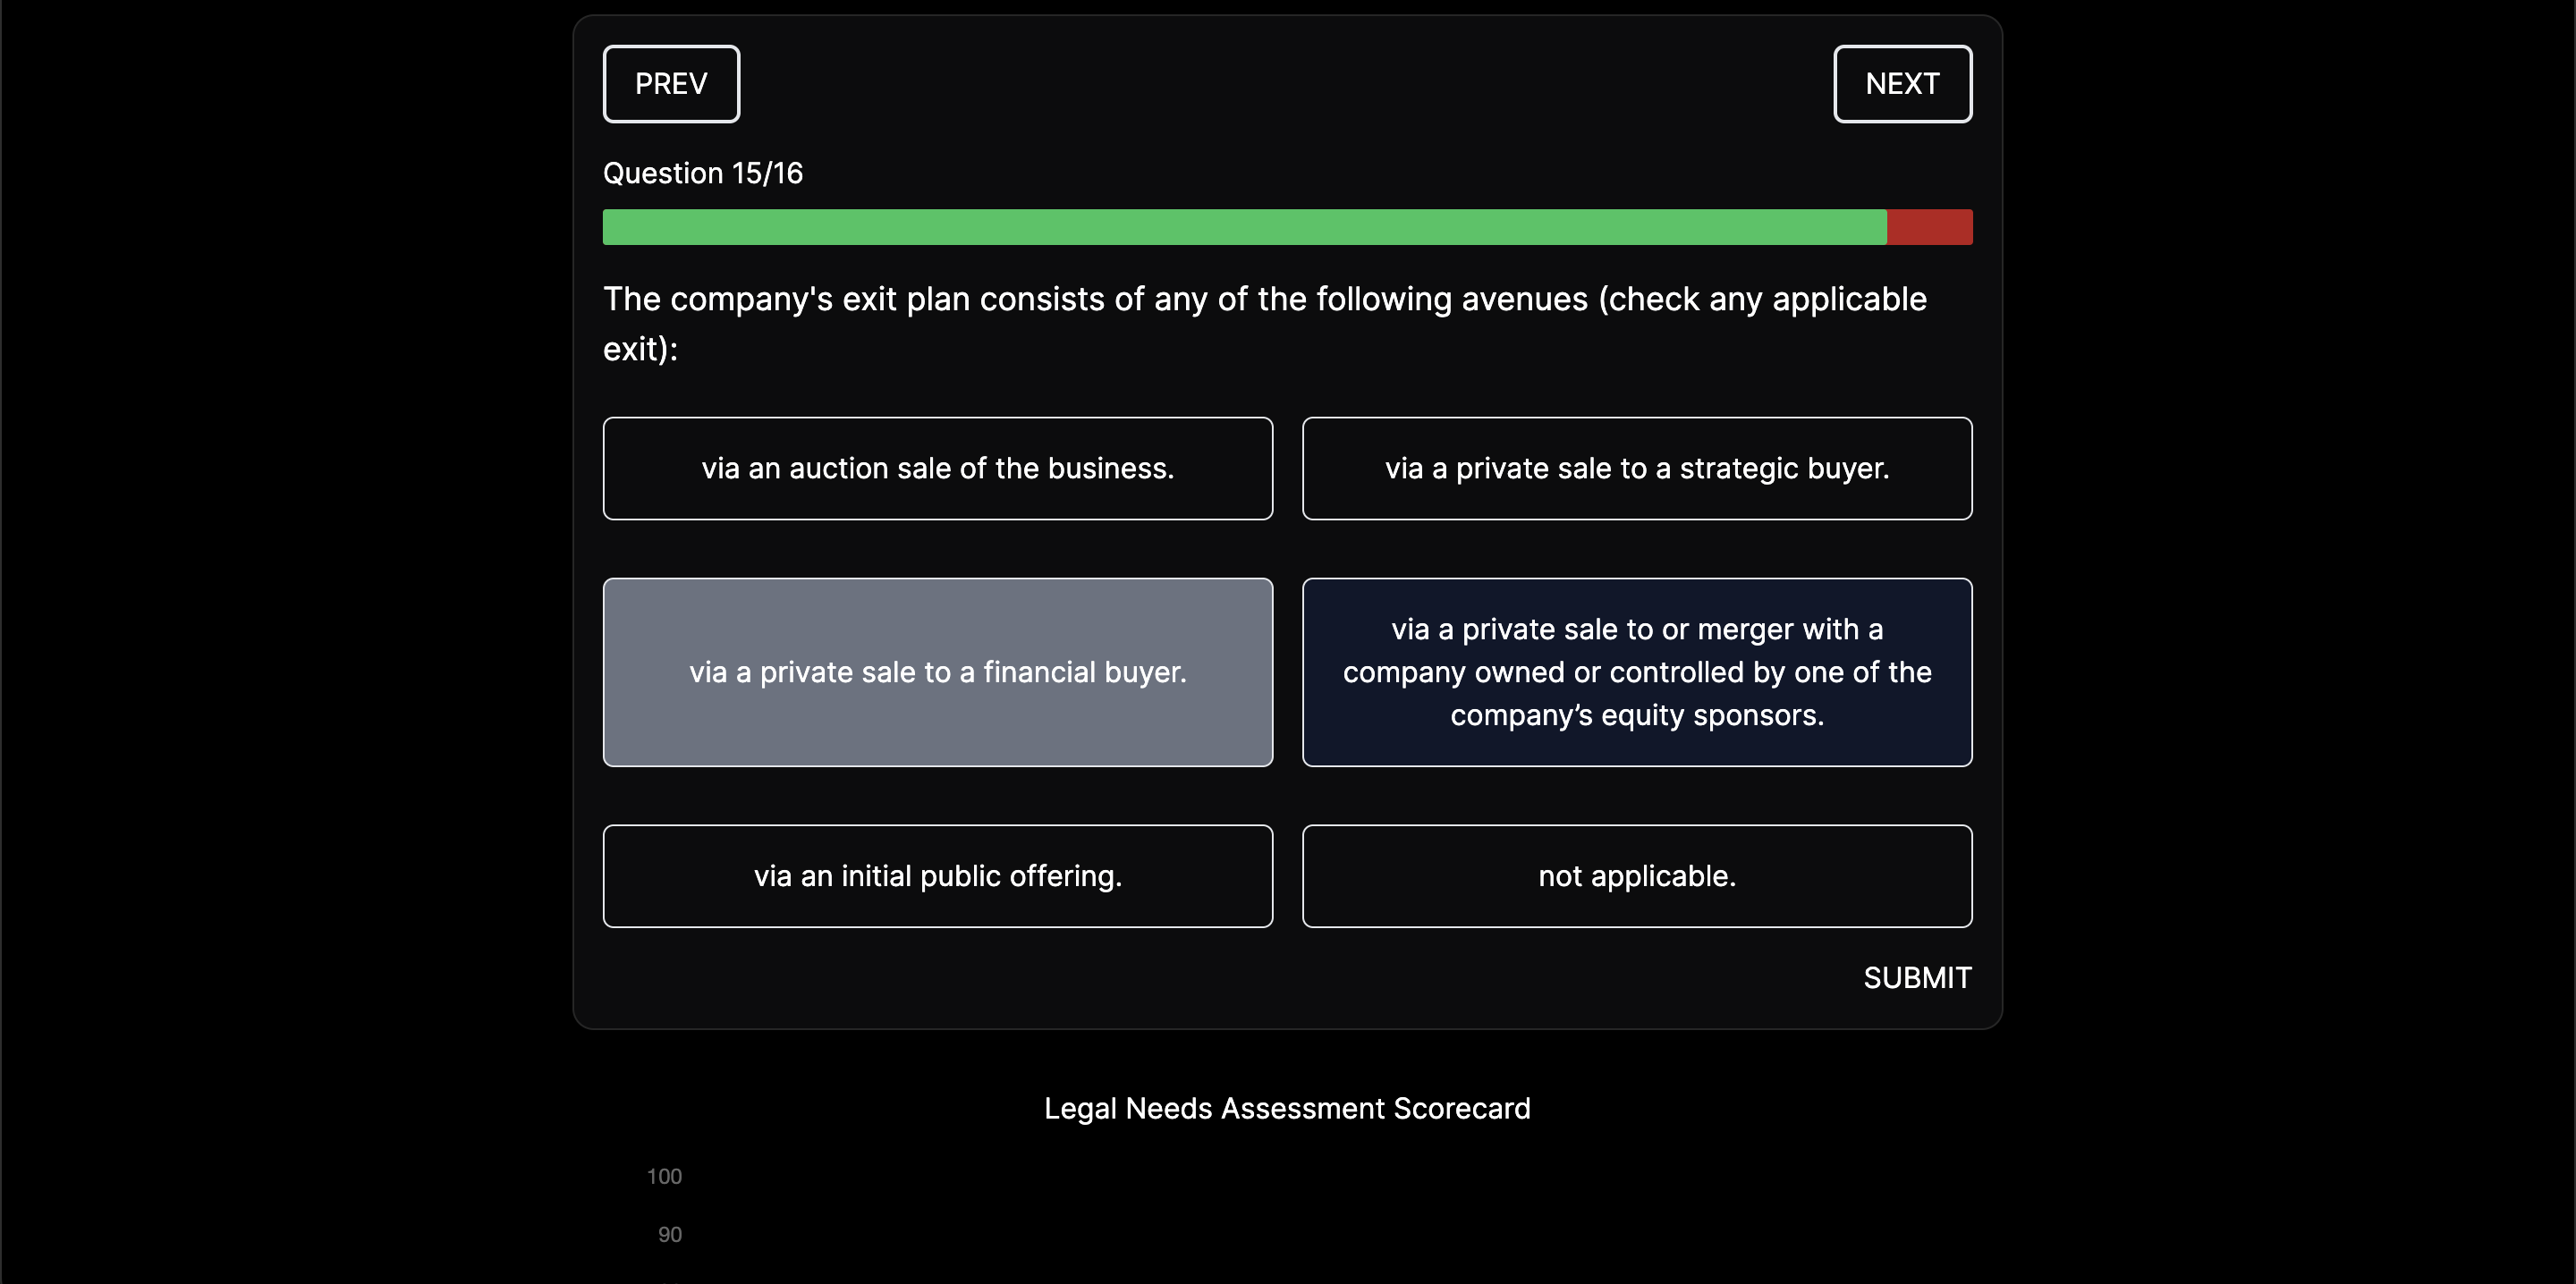 PREV
NEXT
Question 15/16
The company's exit plan consists of any of the following avenues (check any applicable
exit):
via an auction sale of the business.
via a private sale to a strategic buyer.
via a private sale to a financial buyer.
via a private sale to or merger with a
company owned or controlled by one of the
company’s equity sponsors.
via an initial public offering.
not applicable.
SUBMIT
Legal Needs Assessment Scorecard
100
90